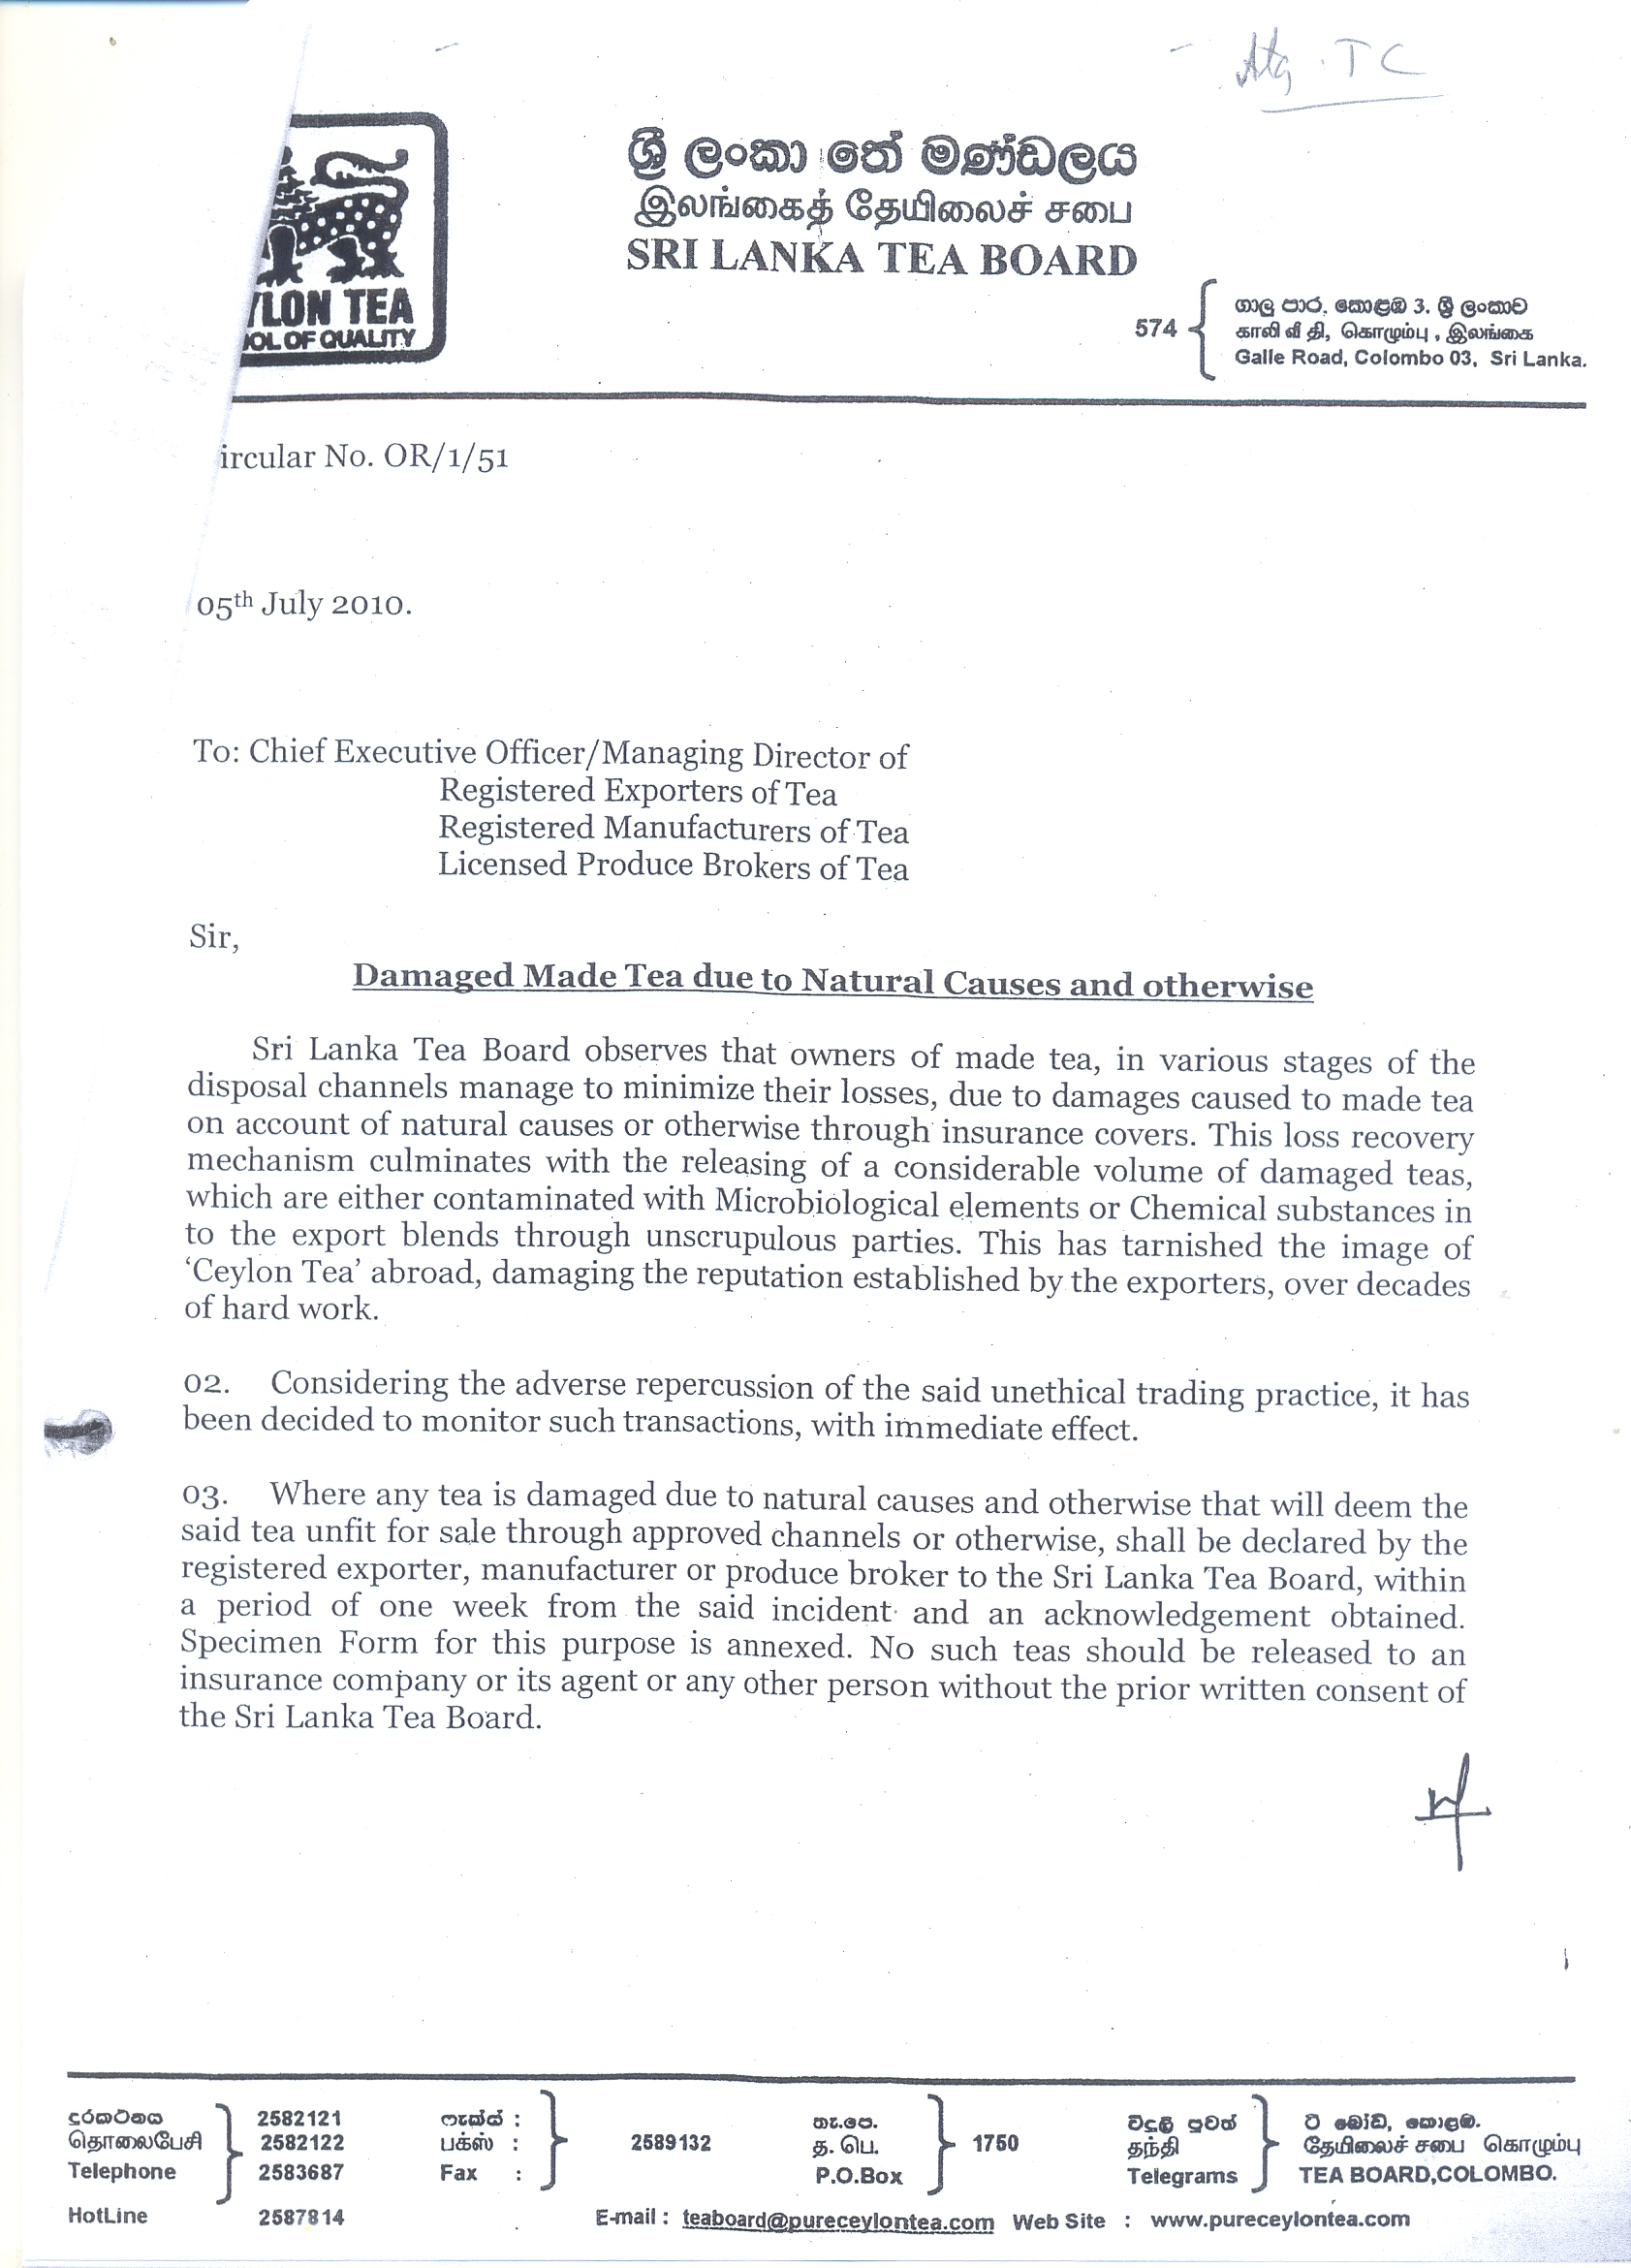 Atg. TC
ශ්‍රී ලංකා තේ මණ්ඩලය
இலங்கைத் தேயிலைச் சபை
SRI LANKA TEA BOARD
YLON TEA
OL OF QUALITY
574
ගාලු පාර, කොළඹ 3. ශ්‍රී ලංකාව
காலி வீதி, கொழும்பு , இலங்கை
Galle Road, Colombo 03, Sri Lanka.
ircular No. OR/1/51
05th July 2010.
To: Chief Executive Officer/Managing Director of
Registered Exporters of Tea
Registered Manufacturers of Tea
Licensed Produce Brokers of Tea
Sir,
Damaged Made Tea due to Natural Causes and otherwise
Sri Lanka Tea Board observes that owners of made tea, in various stages of the
disposal channels manage to minimize their losses, due to damages caused to made tea
on account of natural causes or otherwise through insurance covers. This loss recovery
mechanism culminates with the releasing of a considerable volume of damaged teas,
which are either contaminated with Microbiological elements or Chemical substances in
to the export blends through unscrupulous parties. This has tarnished the image of
‘Ceylon Tea’ abroad, damaging the reputation established by the exporters, over decades
of hard work.
02. Considering the adverse repercussion of the said unethical trading practice, it has
been decided to monitor such transactions, with immediate effect.
03. Where any tea is damaged due to natural causes and otherwise that will deem the
said tea unfit for sale through approved channels or otherwise, shall be declared by the
registered exporter, manufacturer or produce broker to the Sri Lanka Tea Board, within
a period of one week from the said incident and an acknowledgement obtained.
Specimen Form for this purpose is annexed. No such teas should be released to an
insurance company or its agent or any other person without the prior written consent of
the Sri Lanka Tea Board.
දුරකථනය 2582121 ෆැක්ස් : තැ.පෙ. විදුලි පුවත් ටී බෝඩ්, කොළඹ.
தொலைபேசி 2582122 பக்ஸ் : 2589132 த. பெ. 1750 தந்தி தேயிலைச் சபை கொழும்பு
Telephone 2583687 Fax : P.O.Box Telegrams TEA BOARD,COLOMBO.
HotLine 2587814 E-mail : teaboard@pureceylontea.com Web Site : www.pureceylontea.com